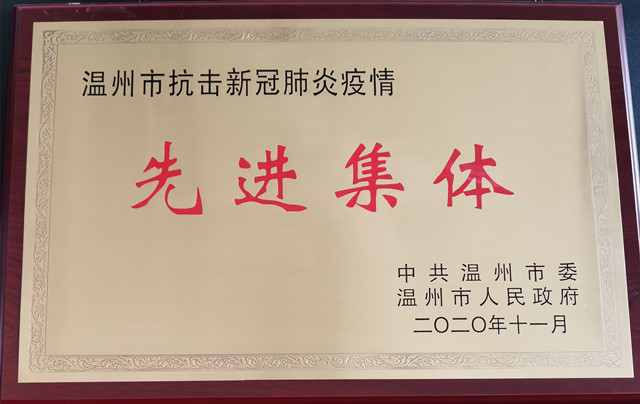 温州市抗击新冠肺炎疫情
先进集体
中共温州市委
温州市人民政府
二〇二〇年十一月